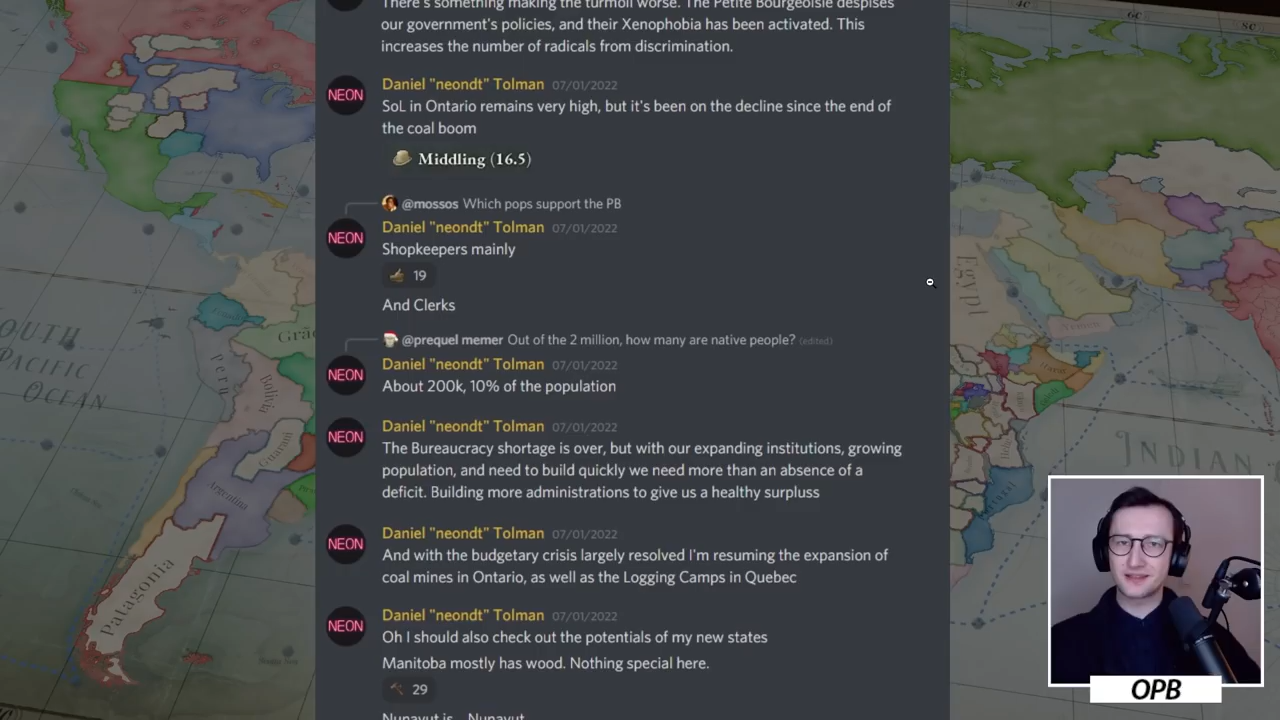 There's something making the turmoil worse. The Petite Bourgeoisie despises
our government's policies, and their Xenophobia has been activated. This
increases the number of radicals from discrimination.
NEON
Daniel "neondt" Tolman 07/01/2022
SoL in Ontario remains very high, but it's been on the decline since the end of
the coal boom
Middling (16.5)
@mossos Which pops support the PB
NEON
Daniel "neondt" Tolman 07/01/2022
Shopkeepers mainly
19
And Clerks
@prequel memer Out of the 2 million, how many are native people? (edited)
NEON
Daniel "neondt" Tolman 07/01/2022
About 200k, 10% of the population
NEON
Daniel "neondt" Tolman 07/01/2022
The Bureaucracy shortage is over, but with our expanding institutions, growing
population, and need to build quickly we need more than an absence of a
deficit. Building more administrations to give us a healthy surpluss
NEON
Daniel "neondt" Tolman 07/01/2022
And with the budgetary crisis largely resolved I'm resuming the expansion of
coal mines in Ontario, as well as the Logging Camps in Quebec
NEON
Daniel "neondt" Tolman 07/01/2022
Oh I should also check out the potentials of my new states
Manitoba mostly has wood. Nothing special here.
29
Nunavut is... Nunavut
SOUTH
PACIFIC
OCEAN
Peru
Bolivia
Guarani
Argentina
Patagonia
Egypt
INDIAN
OPB